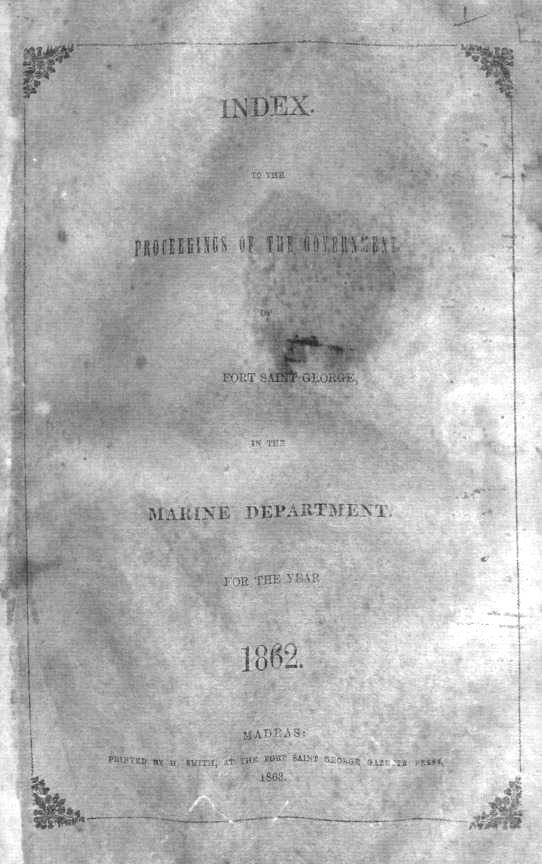 INDEX.
TO THE
PROCEEDINGS OF THE GOVERNMENT
OF
FORT SAINT GEORGE,
IN THE
MARINE DEPARTMENT.
FOR THE YEAR
1862.
MADRAS:
PRINTED BY H. SMITH, AT THE FORT SAINT GEORGE GAZETTE PRESS,
1863.